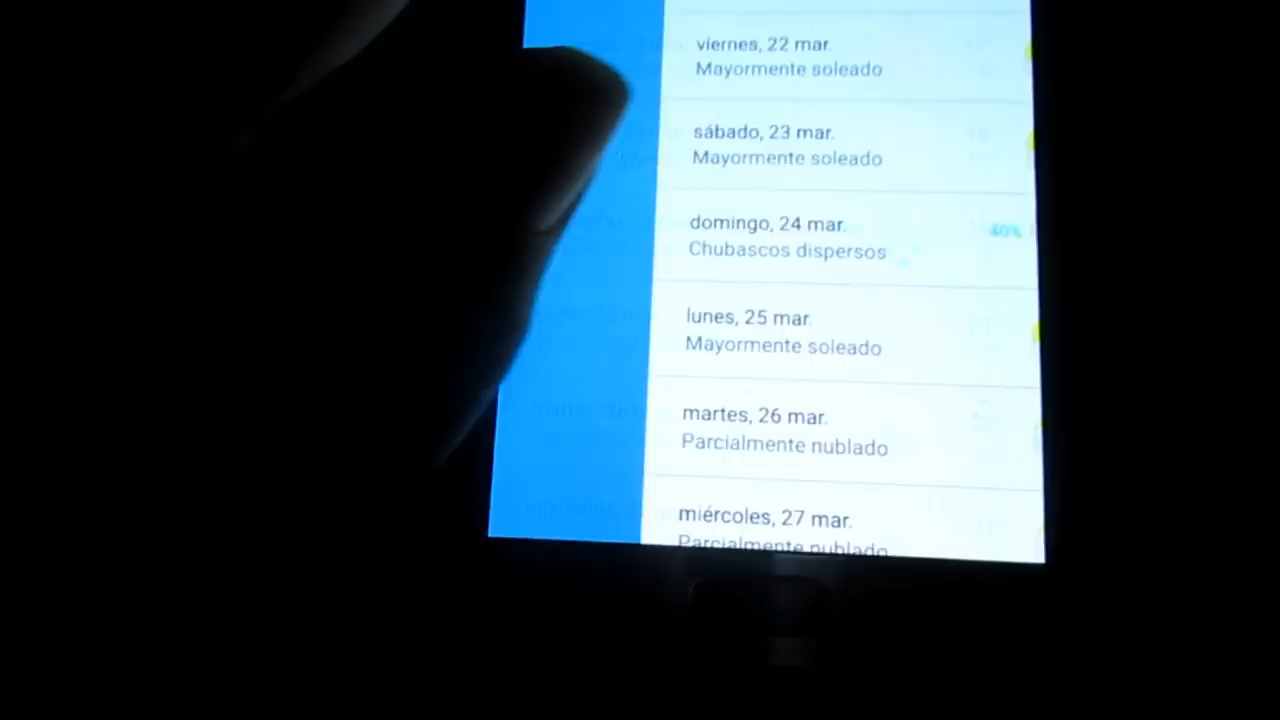 viernes, 22 mar.
Mayormente soleado
sábado, 23 mar.
Mayormente soleado
domingo, 24 mar.
40%
Chubascos dispersos
lunes, 25 mar.
Mayormente soleado
martes, 26 mar.
Parcialmente nublado
miércoles, 27 mar.
Parcialmente nublado